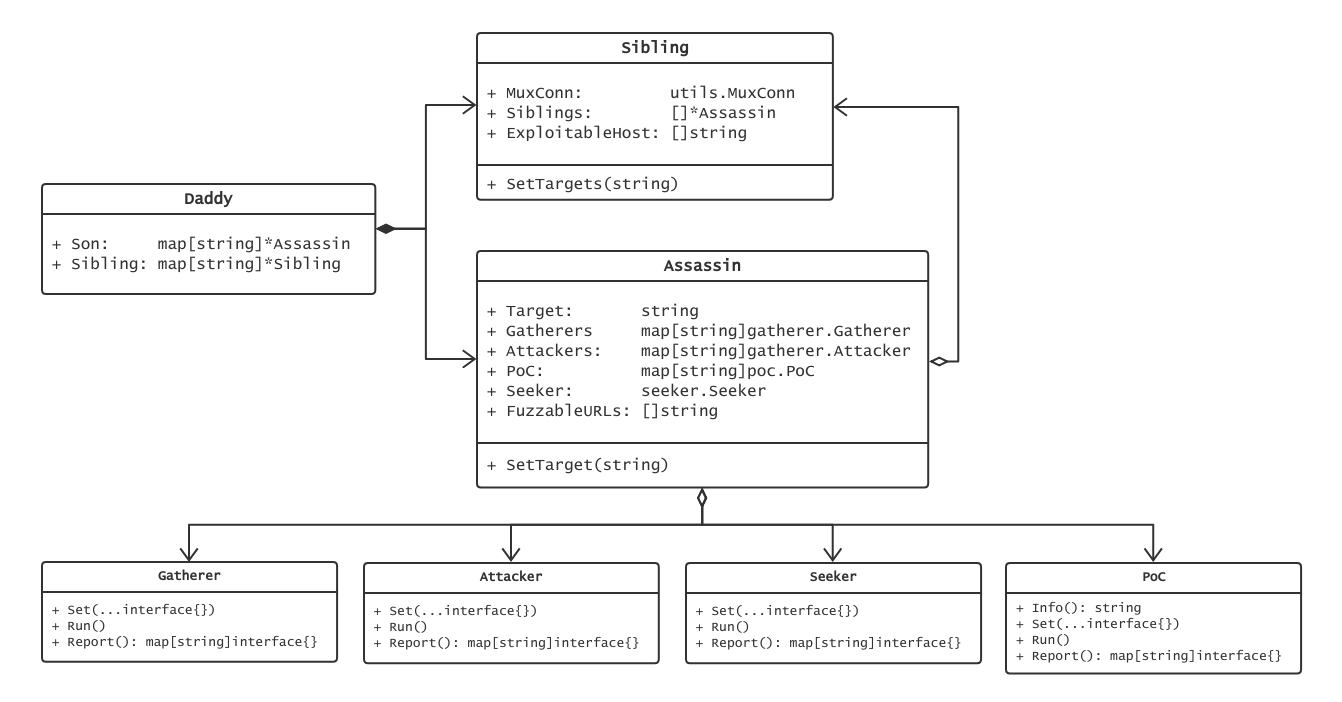 Sibling
+ MuxConn: utils.MuxConn
+ Siblings: []*Assassin
+ ExploitableHost: []string
+ SetTargets(string)
Daddy
+ Son: map[string]*Assassin
+ Sibling: map[string]*Sibling
Assassin
+ Target: string
+ Gatherers map[string]gatherer.Gatherer
+ Attackers: map[string]gatherer.Attacker
+ PoC: map[string]poc.PoC
+ Seeker: seeker.Seeker
+ FuzzableURLs: []string
+ SetTarget(string)
Gatherer
+ Set(...interface{})
+ Run()
+ Report(): map[string]interface{}
Attacker
+ Set(...interface{})
+ Run()
+ Report(): map[string]interface{}
Seeker
+ Set(...interface{})
+ Run()
+ Report(): map[string]interface{}
PoC
+ Info(): string
+ Set(...interface{})
+ Run()
+ Report(): map[string]interface{}